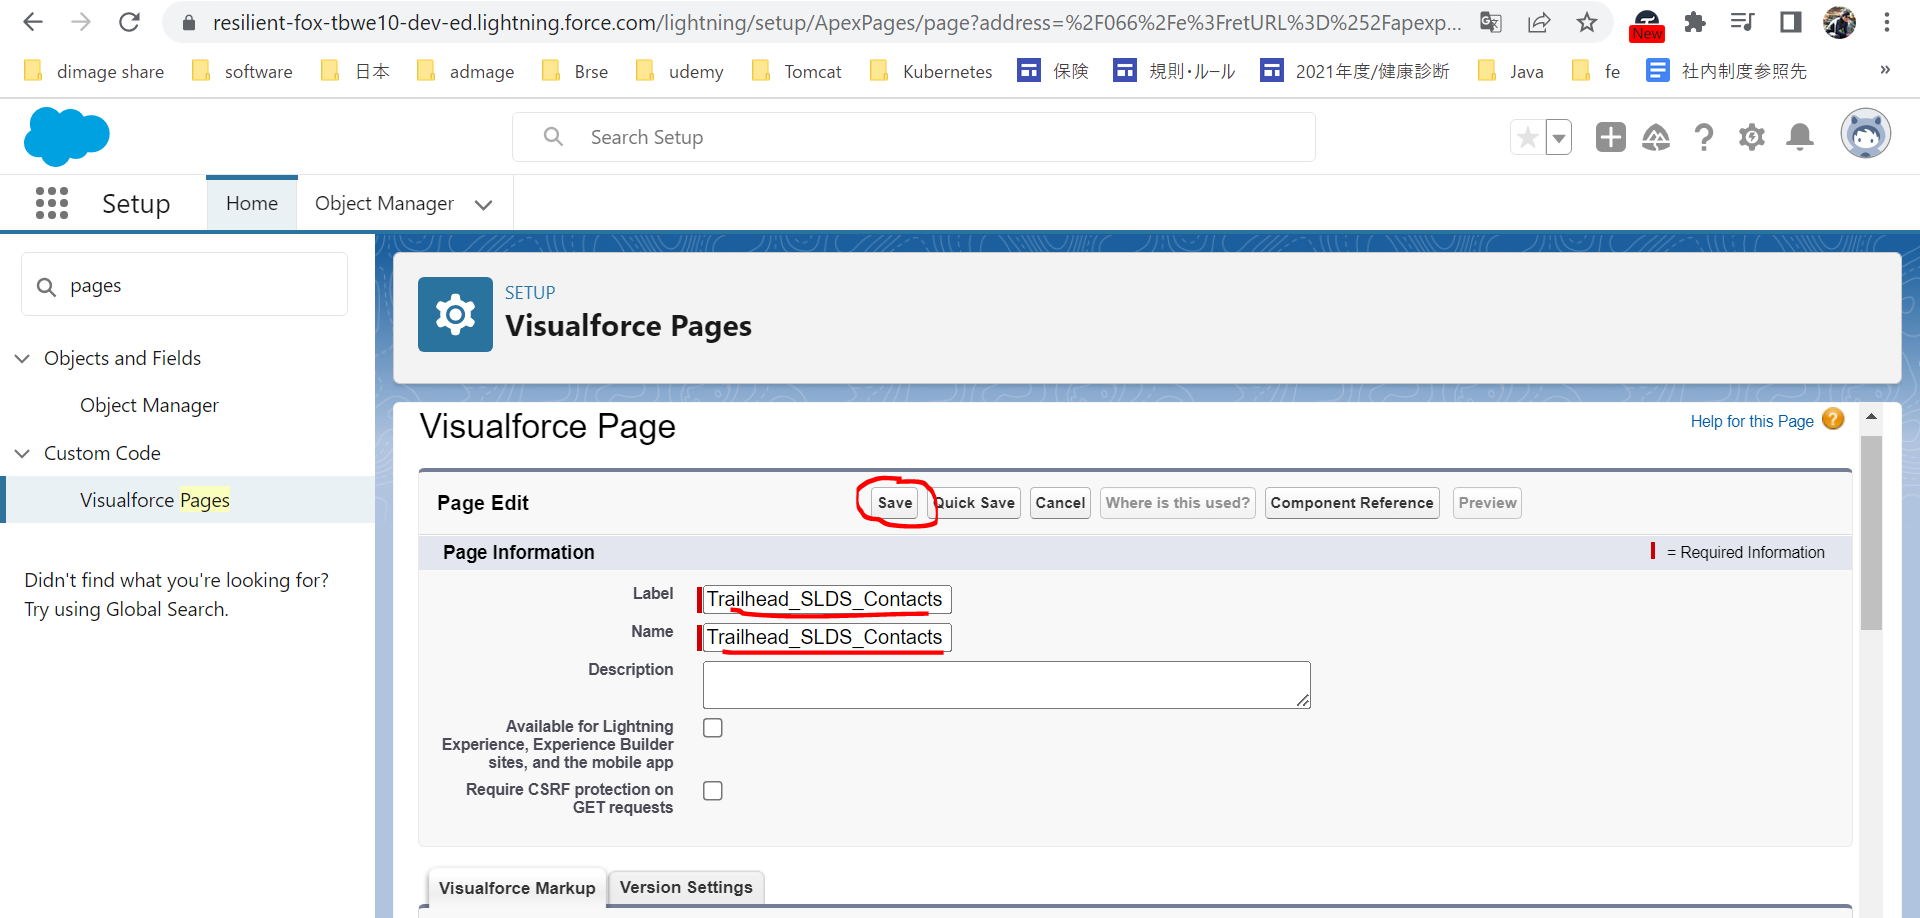 resilient-fox-tbwe10-dev-ed.lightning.force.com/lightning/setup/ApexPages/page?address=%2F066%2Fe%3FretURL%3D%252Fapexp...
New
dimage share software 日本 admage Brse udemy Tomcat Kubernetes 保険 規則・ルール 2021年度/健康診断 Java fe 社内制度参照先 »
Search Setup
Setup Home Object Manager
pages
Objects and Fields
Object Manager
Custom Code
Visualforce Pages
Didn't find what you're looking for?
Try using Global Search.
SETUP
Visualforce Pages
Visualforce Page
Help for this Page ?
Page Edit Save Quick Save Cancel Where is this used? Component Reference Preview
Page Information = Required Information
Label Trailhead_SLDS_Contacts
Name Trailhead_SLDS_Contacts
Description
Available for Lightning
Experience, Experience Builder
sites, and the mobile app
Require CSRF protection on
GET requests
Visualforce Markup Version Settings